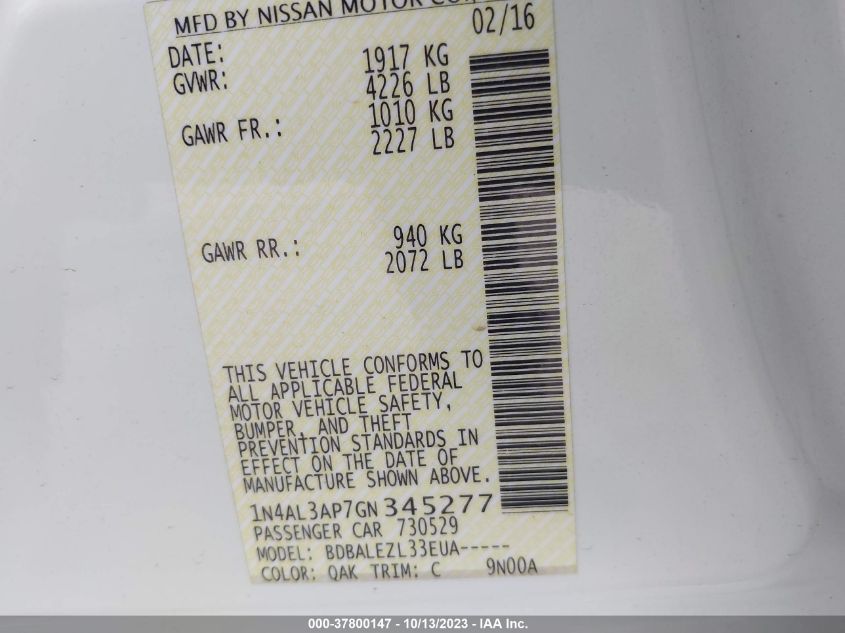 MFD BY NISSAN MOTOR CO.
DATE: 02/16
GVWR: 1917 KG
4226 LB
GAWR FR.: 1010 KG
2227 LB
GAWR RR.: 940 KG
2072 LB
THIS VEHICLE CONFORMS TO
ALL APPLICABLE FEDERAL
MOTOR VEHICLE SAFETY,
BUMPER, AND THEFT
PREVENTION STANDARDS IN
EFFECT ON THE DATE OF
MANUFACTURE SHOWN ABOVE.
1N4AL3AP7GN345277
PASSENGER CAR 730529
MODEL: BDBALEZL33EUA-----
COLOR: QAK TRIM: C 9N00A
000-37800147 - 10/13/2023 - IAA Inc.